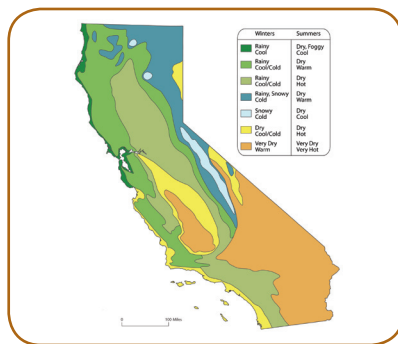 Winters Summers
Rainy Dry, Foggy
Cool Cool
Rainy Dry
Cool/Cold Warm
Rainy Dry
Cool/Cold Hot
Rainy, Snowy Dry
Cold Warm
Snowy Dry
Cold Cool
Dry Dry
Cool/Cold Hot
Very Dry Very Dry
Warm Very Hot
0 100 Miles